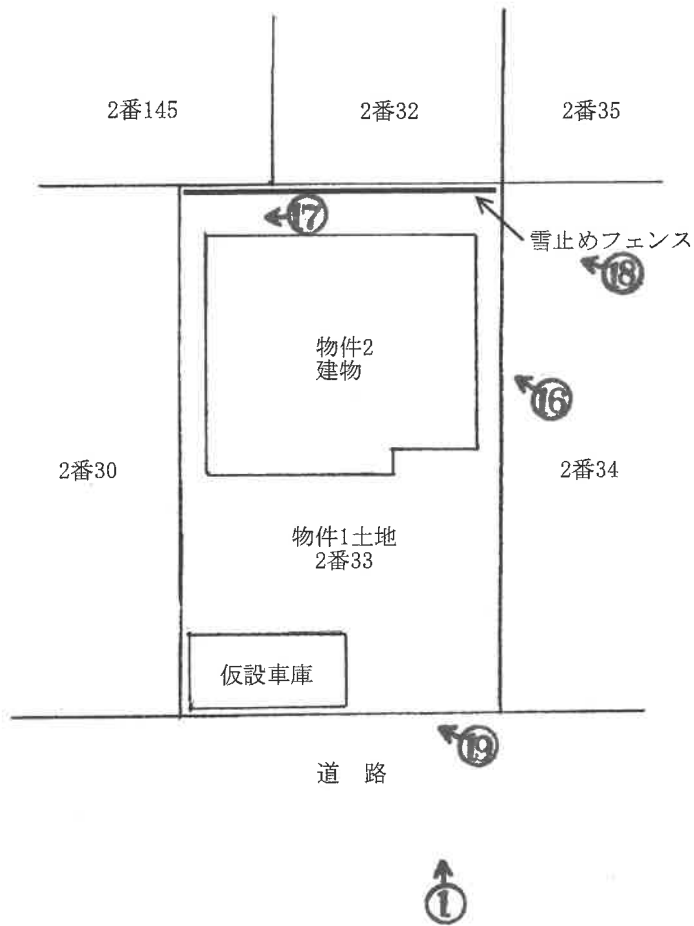 2番145
2番32
2番35
⑰
雪止めフェンス
⑱
物件2
建物
⑯
2番30
2番34
物件1土地
2番33
仮設車庫
⑲
道 路
①